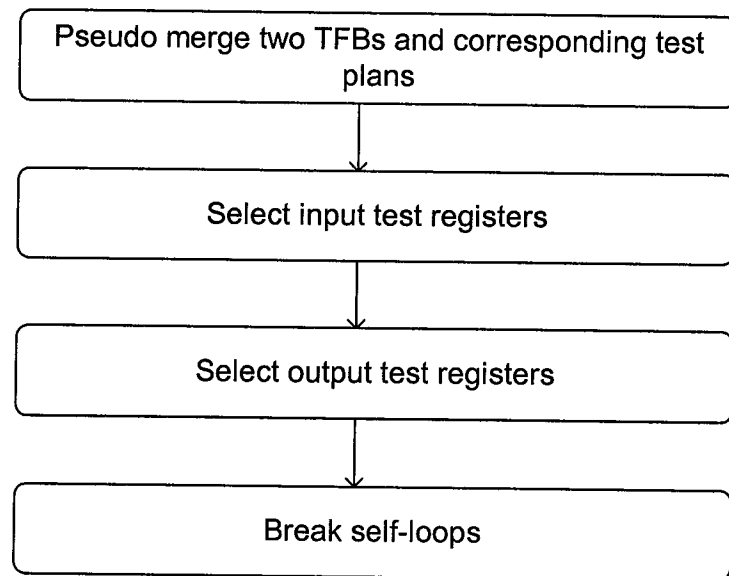 Pseudo merge two TFBs and corresponding test
plans
Select input test registers
Select output test registers
Break self-loops